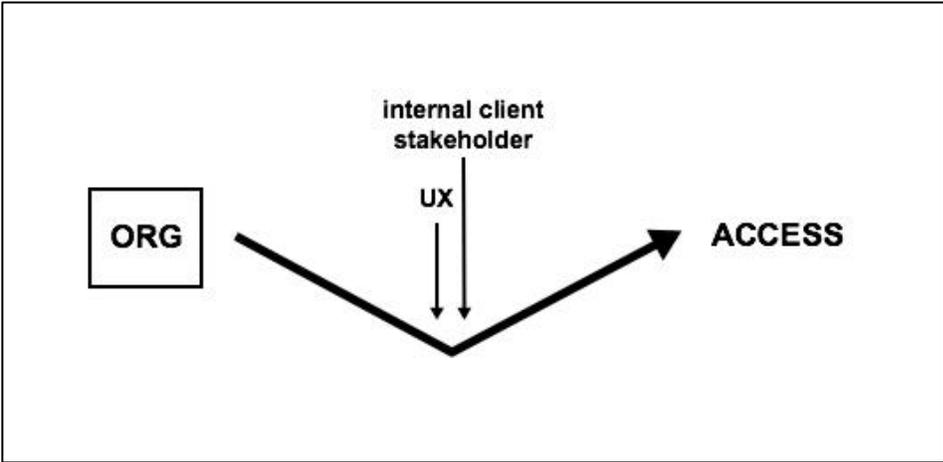 internal client
stakeholder
UX
ORG
ACCESS